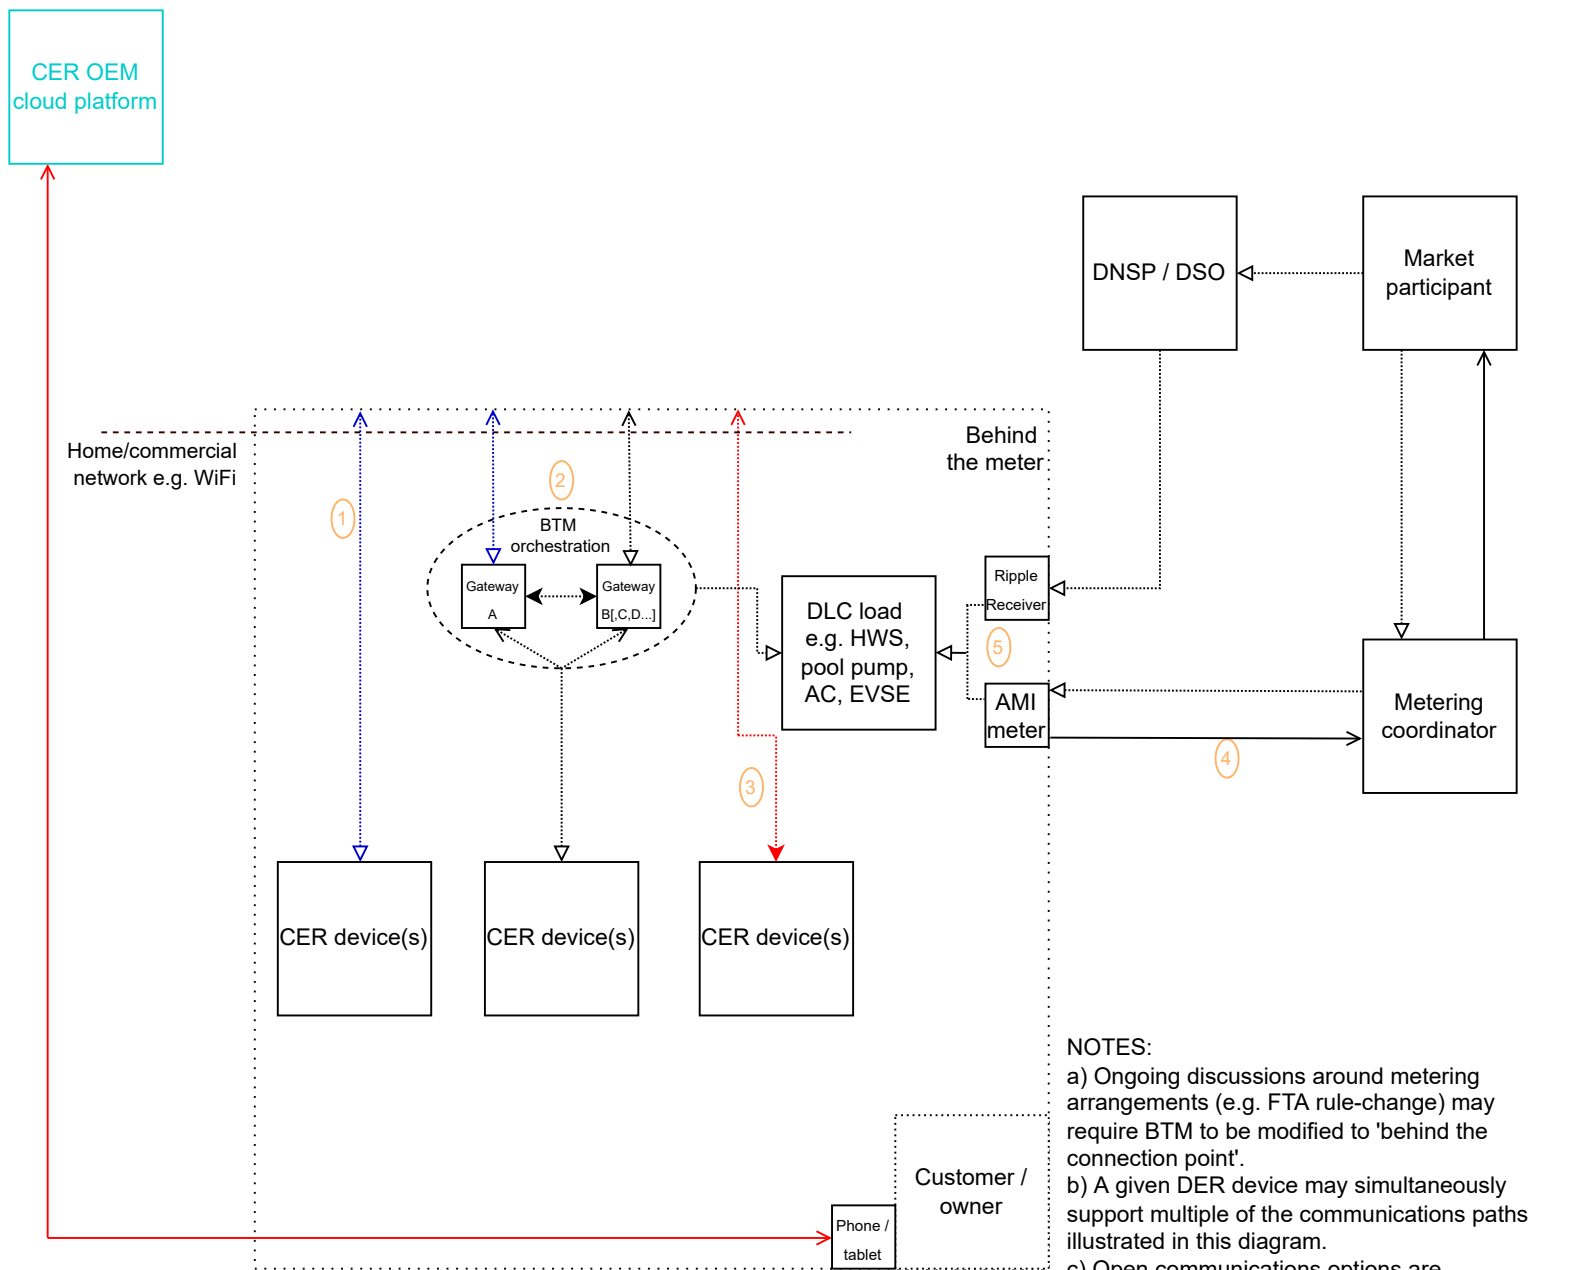 CER OEM
cloud platform
DNSP / DSO
Market
participant
Home/commercial
network e.g. WiFi
Behind
the meter
1
2
BTM
orchestration
Gateway
A
Gateway
B[,C,D...]
DLC load
e.g. HWS,
pool pump,
AC, EVSE
Ripple
Receiver
5
AMI
meter
Metering
coordinator
4
3
CER device(s)
CER device(s)
CER device(s)
NOTES:
a) Ongoing discussions around metering
arrangements (e.g. FTA rule-change) may
require BTM to be modified to 'behind the
connection point'.
b) A given DER device may simultaneously
support multiple of the communications paths
illustrated in this diagram.
c) Open communications options are
Customer /
owner
Phone /
tablet